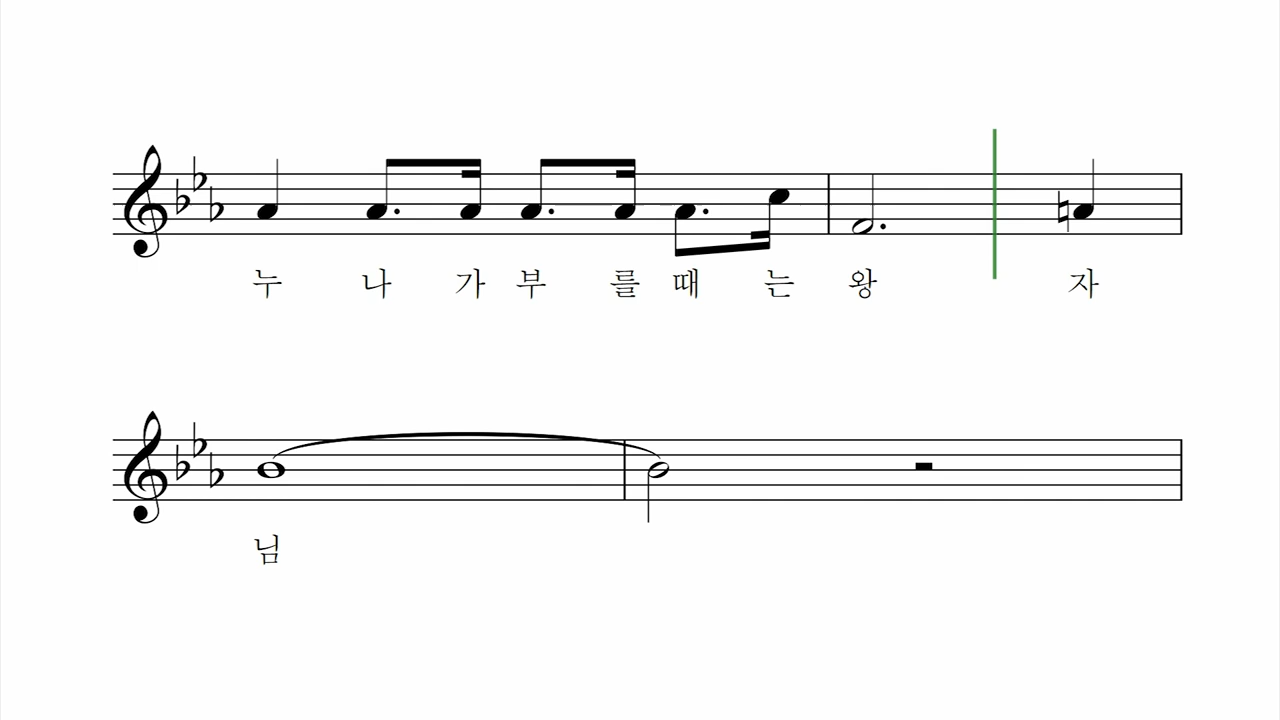 누 나 가 부 를 때 는 왕 자
님